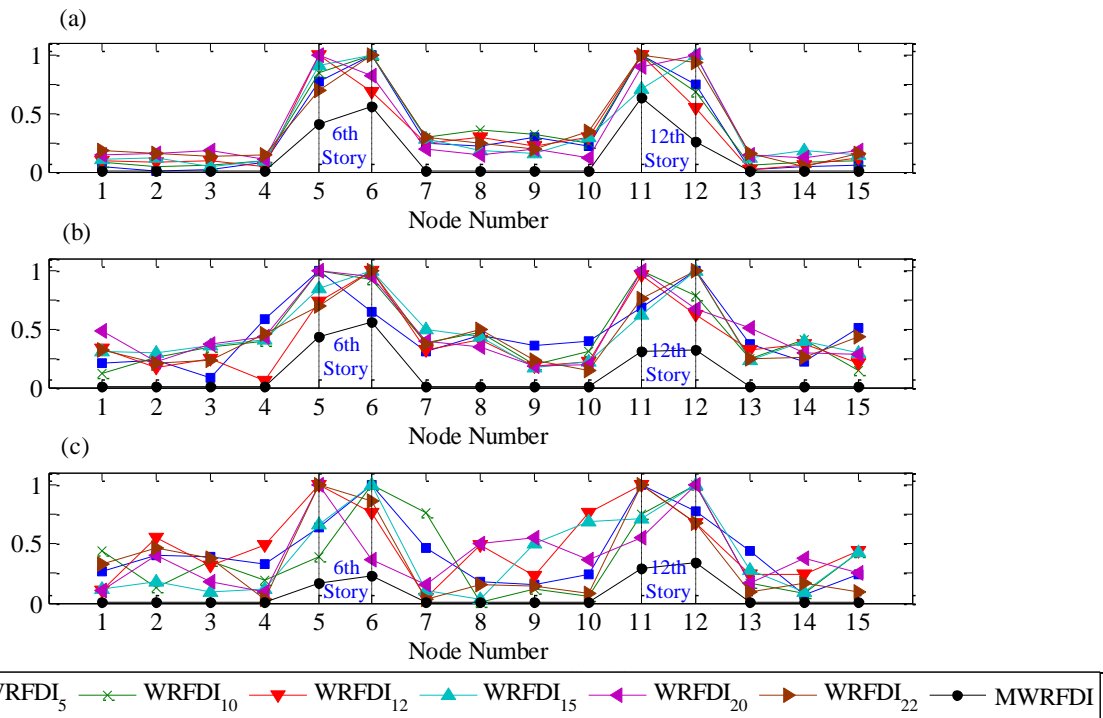 (a)
1
0.5
0
6th
Story
12th
Story
1 2 3 4 5 6 7 8 9 10 11 12 13 14 15
Node Number
(b)
1
0.5
0
6th
Story
12th
Story
1 2 3 4 5 6 7 8 9 10 11 12 13 14 15
Node Number
(c)
1
0.5
0
6th
Story
12th
Story
1 2 3 4 5 6 7 8 9 10 11 12 13 14 15
Node Number
WRFDI5 WRFDI10 WRFDI12 WRFDI15 WRFDI20 WRFDI22 MWRFDI